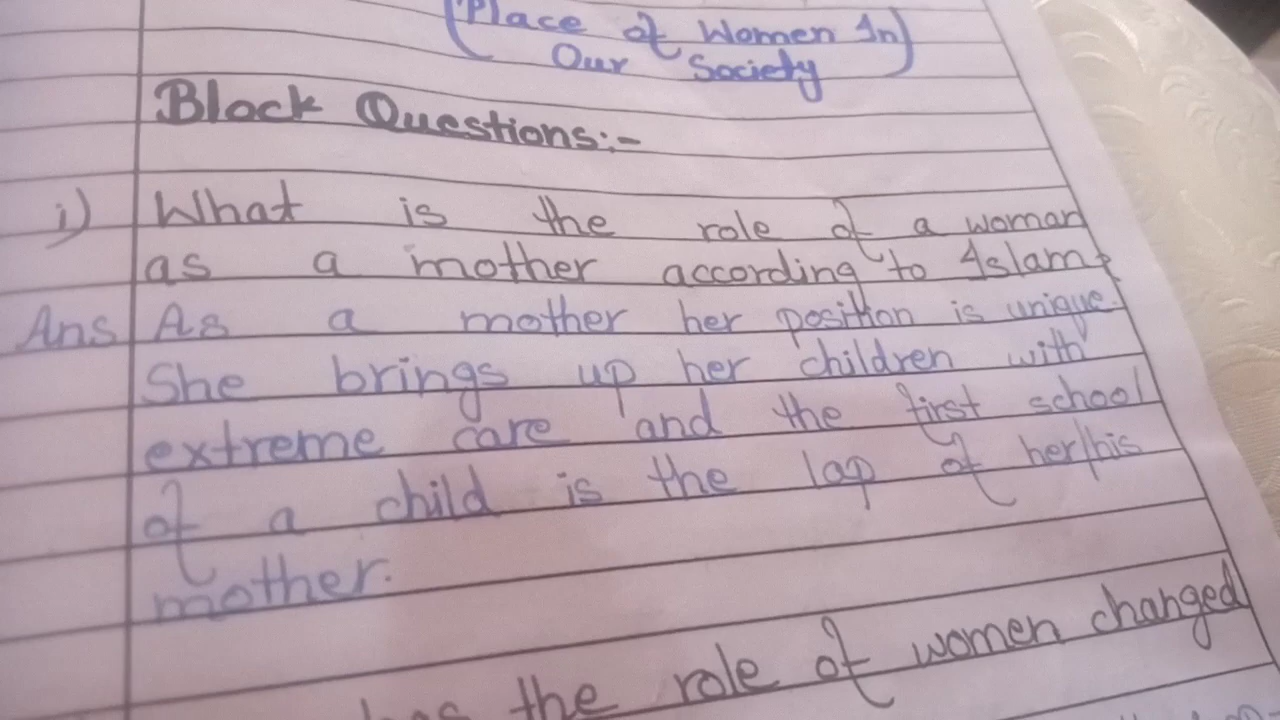 (Place of Women In)
Our Society
Block Questions:-
i) What is the role of a woman
as a mother according to Islam?
Ans As a mother her position is unique.
She brings up her children with
extreme care and the first school
of a child is the lap of her/his
mother.
has the role of women changed